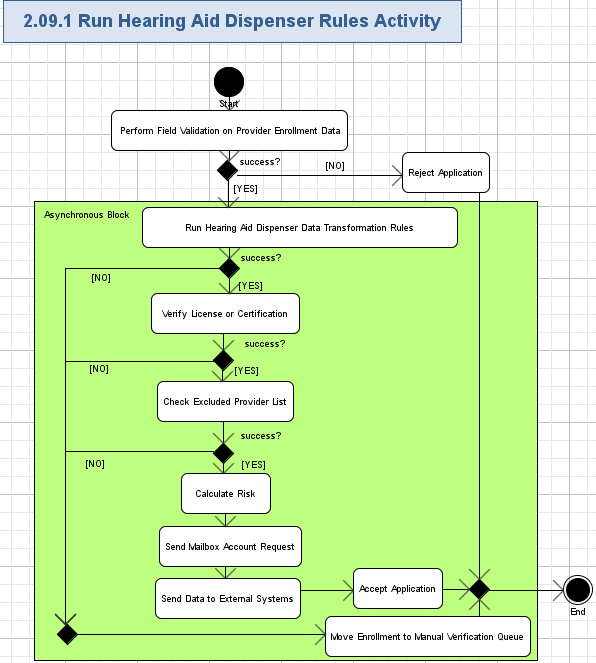 2.09.1 Run Hearing Aid Dispenser Rules Activity
Start
Perform Field Validation on Provider Enrollment Data
success?
[NO]
Reject Application
[YES]
Asynchronous Block
Run Hearing Aid Dispenser Data Transformation Rules
success?
[NO]
[YES]
Verify License or Certification
success?
[NO]
[YES]
Check Excluded Provider List
success?
[NO]
[YES]
Calculate Risk
Send Mailbox Account Request
Send Data to External Systems
Accept Application
End
Move Enrollment to Manual Verification Queue